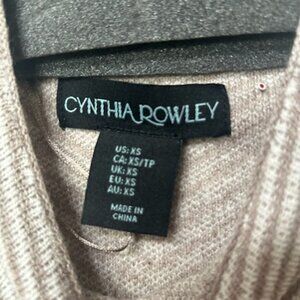 CYNTHIA ROWLEY
US: XS
CA: XS/TP
UK: XS
EU: XS
AU: XS
MADE IN
CHINA